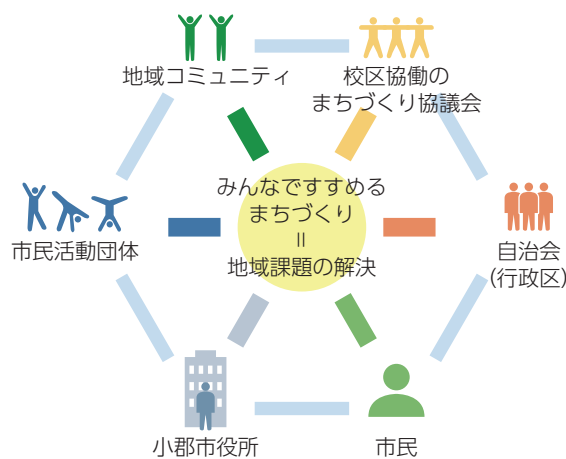 地域コミュニティ
校区協働の
まちづくり協議会
みんなですすめる
まちづくり
＝
地域課題の解決
市民活動団体
自治会
(行政区)
小郡市役所
市民